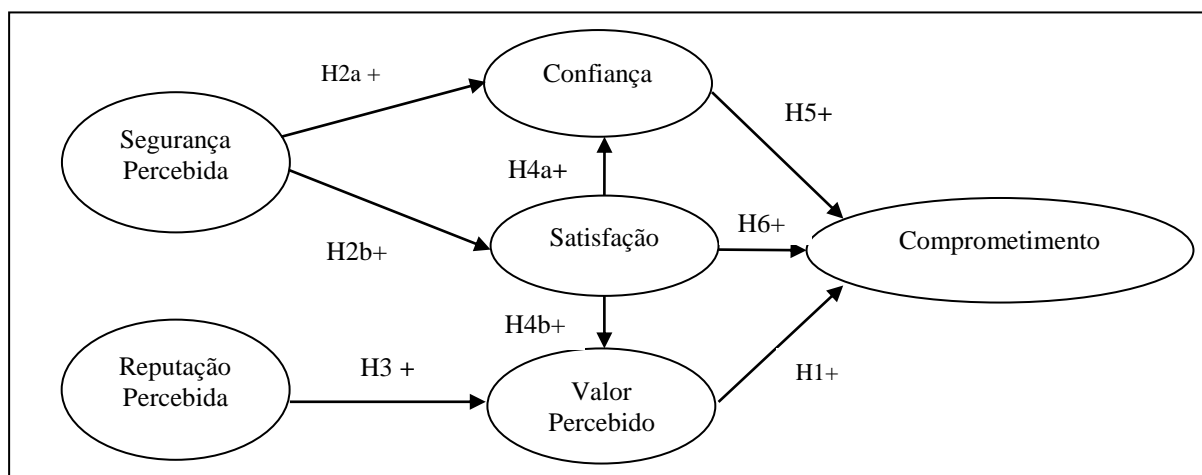 H2a +
Confiança
Segurança
Percebida
H5+
H4a+
Satisfação
H6+
Comprometimento
H2b+
H4b+
Reputação
Percebida
H3 +
Valor
Percebido
H1+